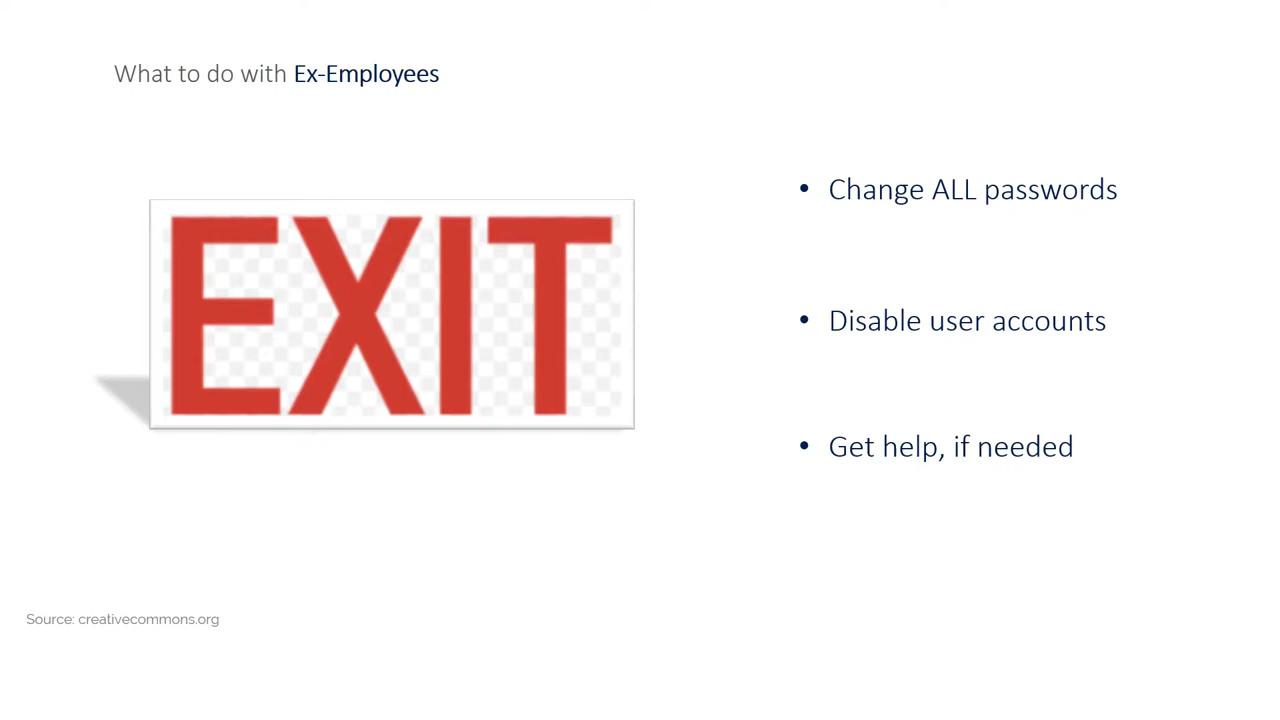 What to do with Ex-Employees
EXIT
• Change ALL passwords
• Disable user accounts
• Get help, if needed
Source: creativecommons.org